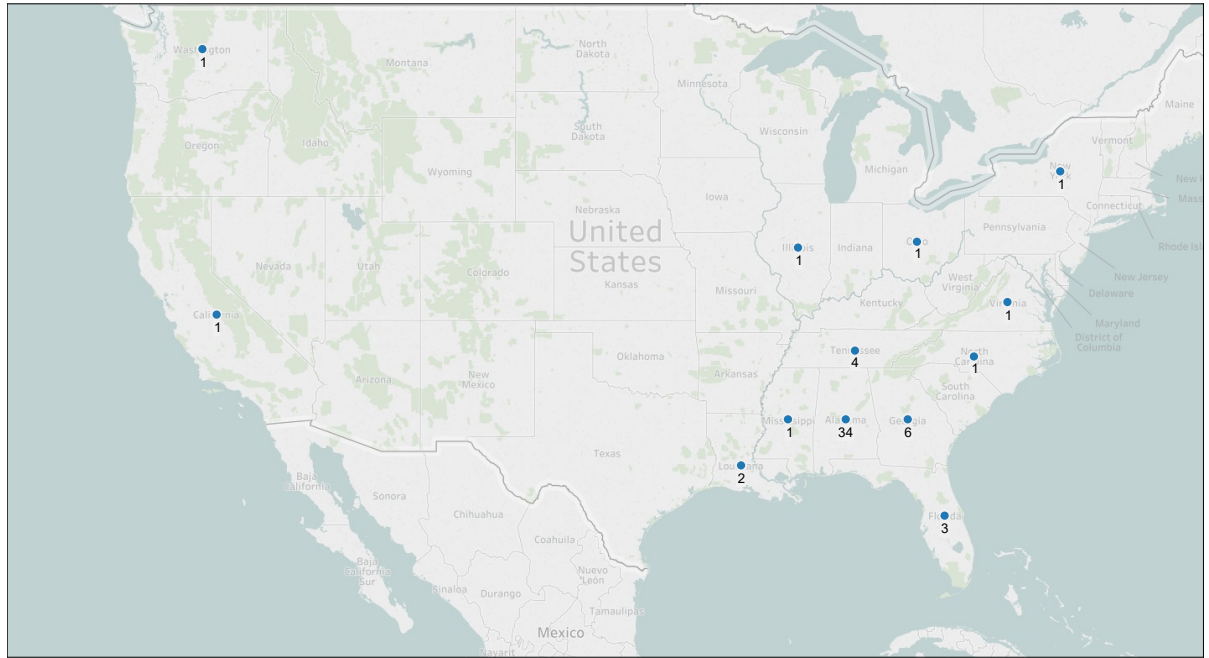 Washington
1
Montana
North
Dakota
Minnesota
Maine
Oregon
Idaho
South
Dakota
Wisconsin
Vermont
Wyoming
Michigan
New
York
1
New
Mass
Iowa
Nebraska
Connecticut
United
States
Pennsylvania
Illinois
1
Indiana
Ohio
1
Rhode Isl
Nevada
Utah
Colorado
Kansas
Missouri
West
Virginia
New Jersey
Delaware
California
1
Kentucky
Virginia
1
Maryland
District of
Columbia
Oklahoma
Tennessee
4
North
Carolina
1
Arizona
New
Mexico
Arkansas
South
Carolina
Mississippi
1
Alabama
34
Georgia
6
Texas
Louisiana
2
Baja
California
Sonora
Chihuahua
Florida
3
Coahuila
Baja
California
Sur
Nuevo
León
Sinaloa
Durango
Tamaulipas
Mexico
Nayarit